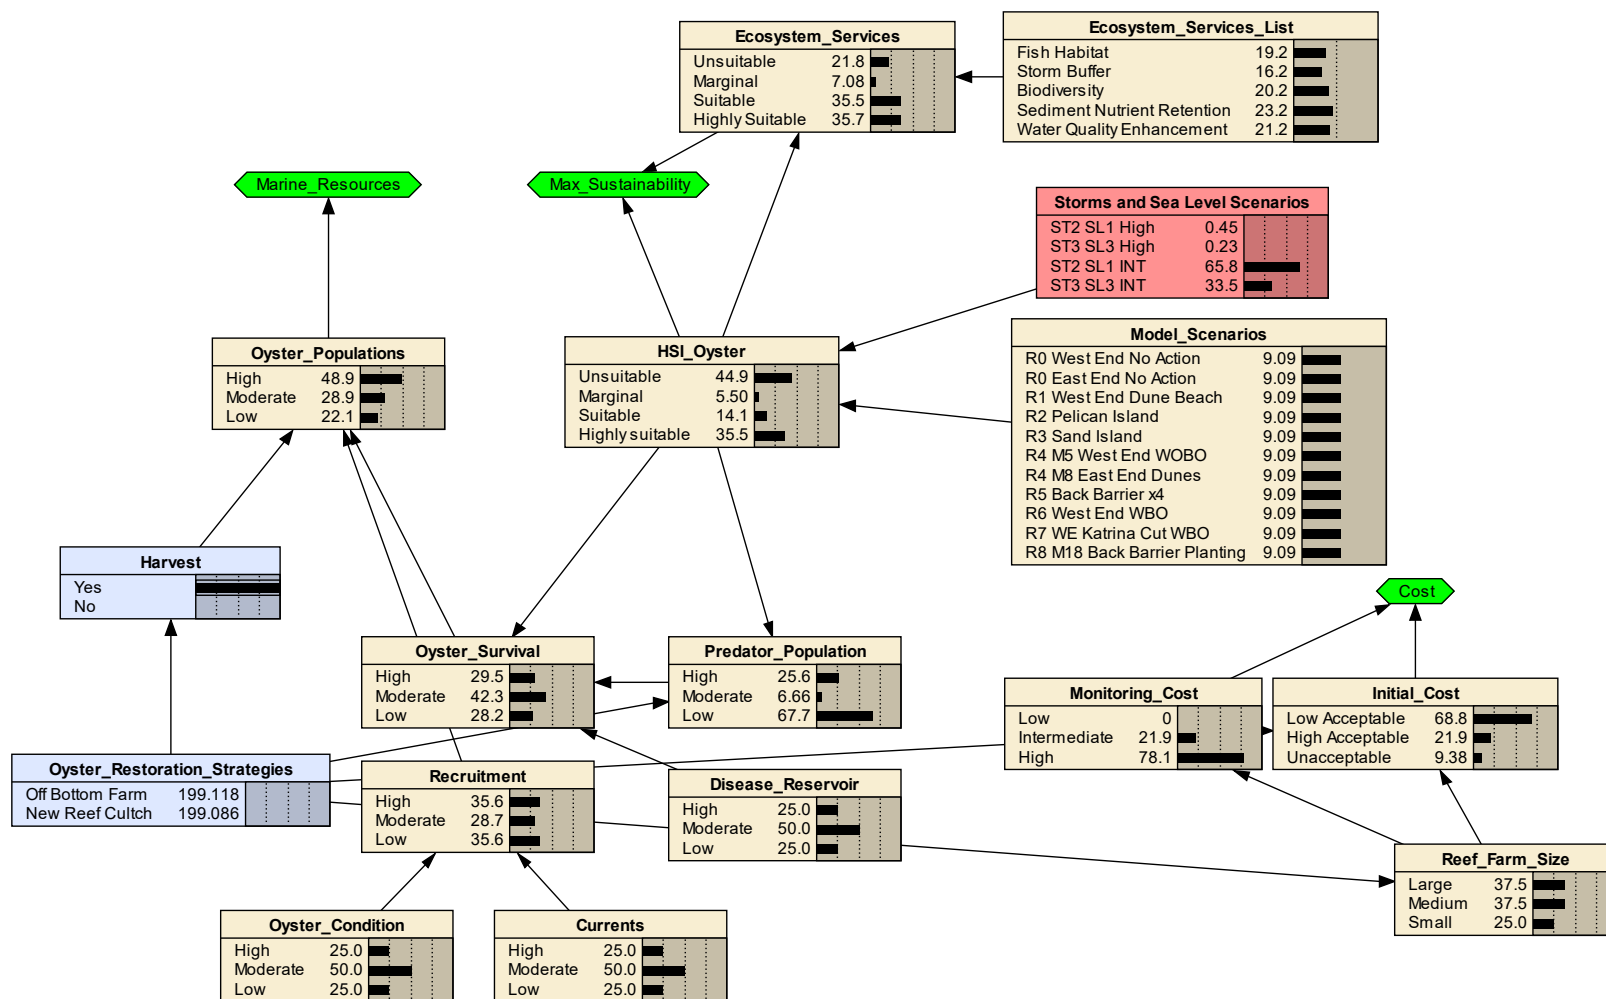 Ecosystem_Services
Unsuitable 21.8
Marginal 7.08
Suitable 35.5
Highly Suitable 35.7
Ecosystem_Services_List
Fish Habitat 19.2
Storm Buffer 16.2
Biodiversity 20.2
Sediment Nutrient Retention 23.2
Water Quality Enhancement 21.2
Marine_Resources
Max_Sustainability
Storms and Sea Level Scenarios
ST2 SL1 High 0.45
ST3 SL3 High 0.23
ST2 SL1 INT 65.8
ST3 SL3 INT 33.5
Oyster_Populations
High 48.9
Moderate 28.9
Low 22.1
HSI_Oyster
Unsuitable 44.9
Marginal 5.50
Suitable 14.1
Highly suitable 35.5
Model_Scenarios
R0 West End No Action 9.09
R0 East End No Action 9.09
R1 West End Dune Beach 9.09
R2 Pelican Island 9.09
R3 Sand Island 9.09
R4 M5 West End WOBO 9.09
R4 M8 East End Dunes 9.09
R5 Back Barrier x4 9.09
R6 West End WBO 9.09
R7 WE Katrina Cut WBO 9.09
R8 M18 Back Barrier Planting 9.09
Harvest
Yes
No
Cost
Oyster_Survival
High 29.5
Moderate 42.3
Low 28.2
Predator_Population
High 25.6
Moderate 6.66
Low 67.7
Monitoring_Cost
Low 0
Intermediate 21.9
High 78.1
Initial_Cost
Low Acceptable 68.8
High Acceptable 21.9
Unacceptable 9.38
Oyster_Restoration_Strategies
Off Bottom Farm 199.118
New Reef Cultch 199.086
Recruitment
High 35.6
Moderate 28.7
Low 35.6
Disease_Reservoir
High 25.0
Moderate 50.0
Low 25.0
Reef_Farm_Size
Large 37.5
Medium 37.5
Small 25.0
Oyster_Condition
High 25.0
Moderate 50.0
Low 25.0
Currents
High 25.0
Moderate 50.0
Low 25.0